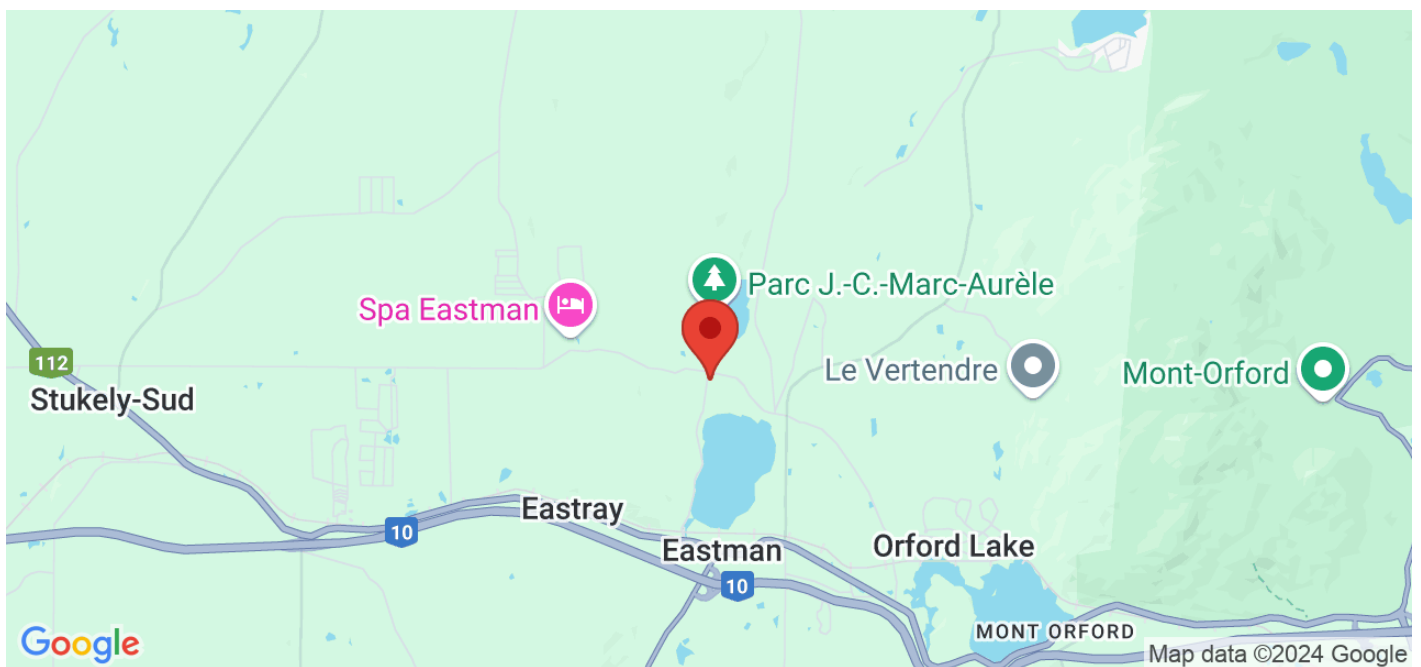 Parc J.-C.-Marc-Aurèle
Spa Eastman
112
Le Vertendre
Mont-Orford
Stukely-Sud
Eastray
10
Eastman
Orford Lake
10
MONT ORFORD
Google
Map data ©2024 Google